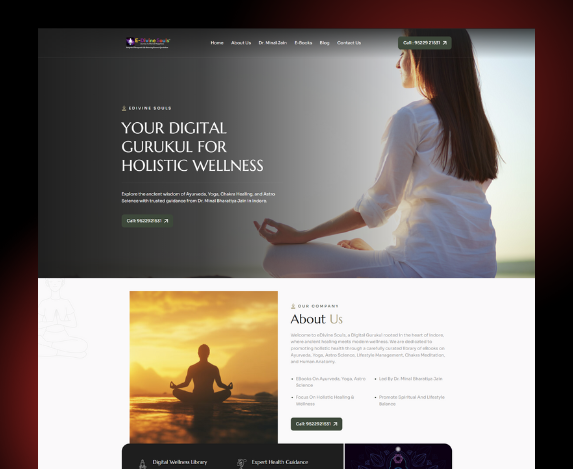 E-Divine Souls
Home About Us Dr. Minal Jain E-Books Blog Contact Us
Call : 9522921531
EDIVINE SOULS
YOUR DIGITAL
GURUKUL FOR
HOLISTIC WELLNESS
Explore the ancient wisdom of Ayurveda, Yoga, Chakra Healing, and Astro
Science with trusted guidance from Dr. Minal Bharatiya Jain in Indore.
Call: 9522921531
OUR COMPANY
About Us
Welcome to eDivine Souls, a Digital Gurukul rooted in the heart of Indore,
where ancient healing meets modern wellness. We are dedicated to
promoting holistic health through a carefully curated library of eBooks on
Ayurveda, Yoga, Astro Science, Lifestyle Management, Chakra Meditation,
and Human Anatomy.
EBooks On Ayurveda, Yoga, Astro
Science
Led By Dr. Minal Bharatiya Jain
Focus On Holistic Healing &
Wellness
Promote Spiritual And Lifestyle
Balance
Call: 9522921531
Digital Wellness Library
Expert Health Guidance